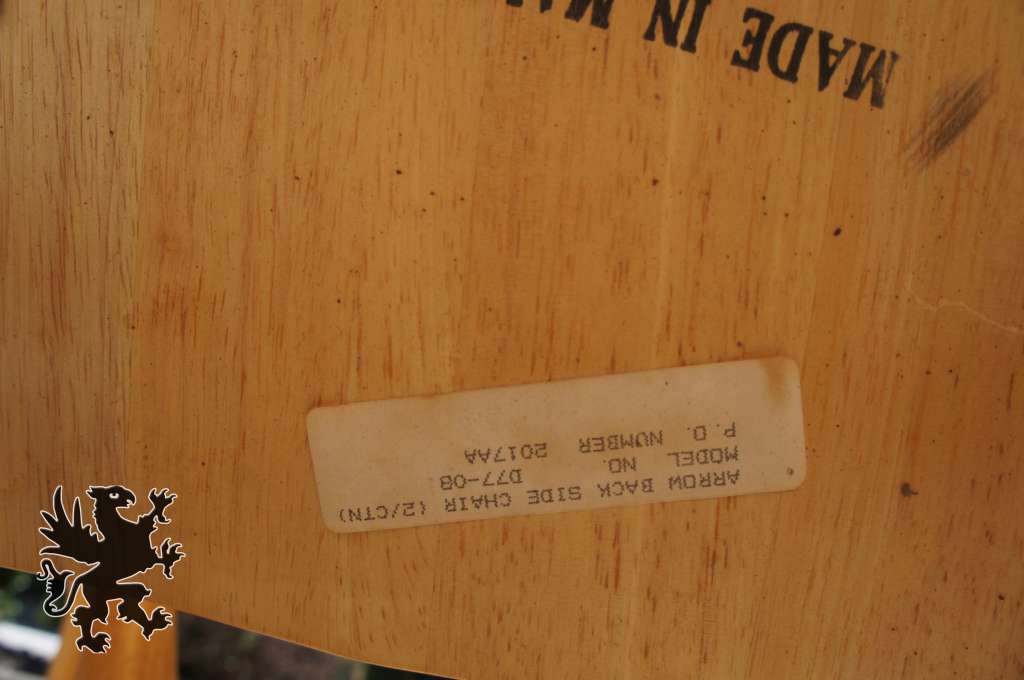 MADE IN
ARROW BACK SIDE CHAIR (2/CTN)
MODEL NO. D77-08
P.O. NUMBER 2017AA